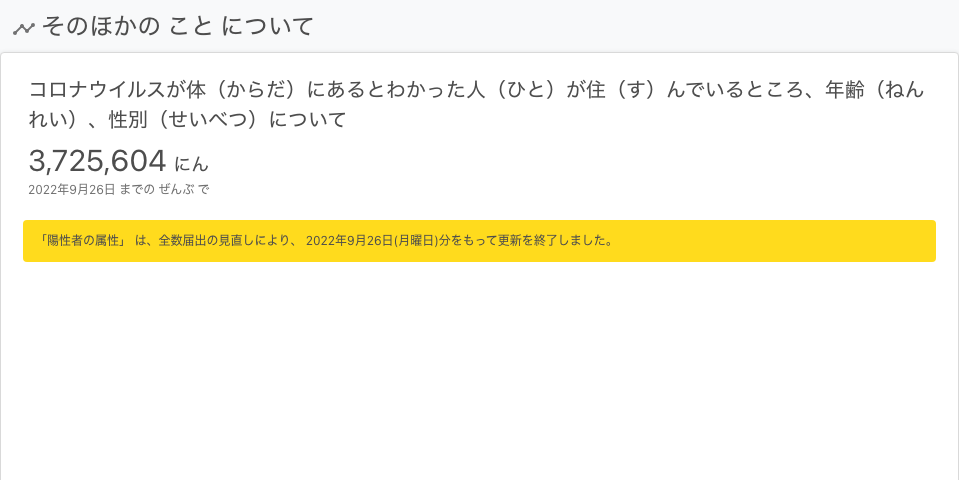 そのほかの こと について
コロナウイルスが体（からだ）にあるとわかった人（ひと）が住（す）んでいるところ、年齢（ねん
れい）、性別（せいべつ）について
3,725,604 にん
2022年9月26日 までの ぜんぶ で
「陽性者の属性」 は、全数届出の見直しにより、 2022年9月26日(月曜日)分をもって更新を終了しました。